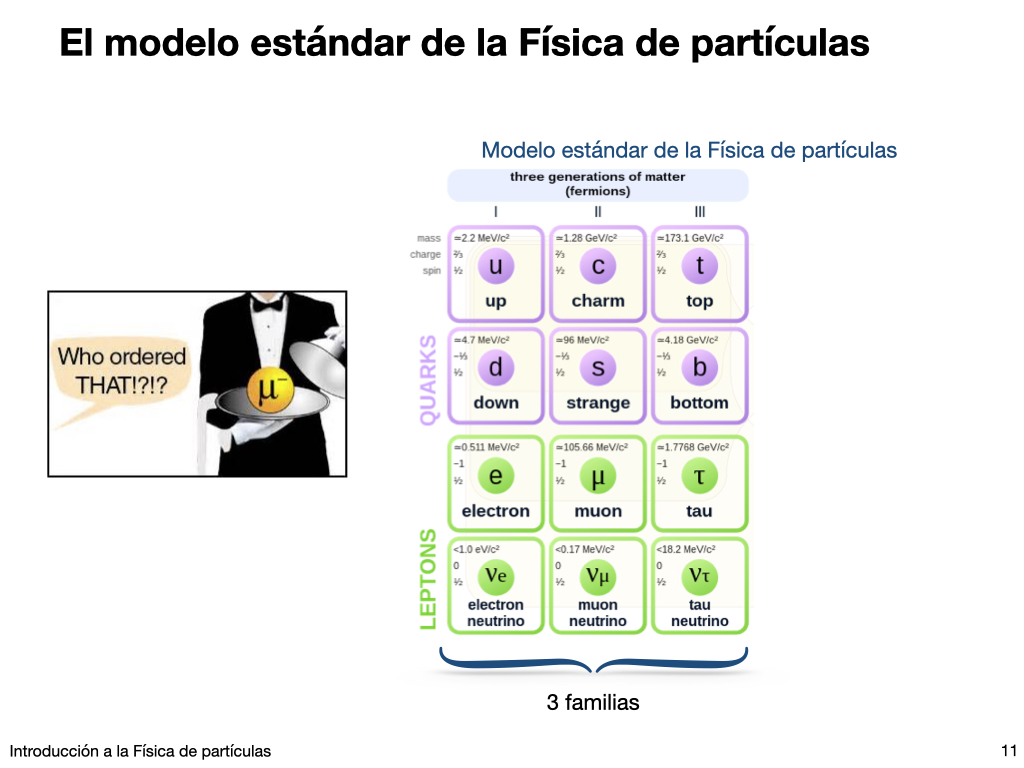 El modelo estándar de la Física de partículas
Modelo estándar de la Física de partículas
three generations of matter
(fermions)
I II III
mass ≃2.2 MeV/c² ≃1.28 GeV/c² ≃173.1 GeV/c²
charge ⅔ ⅔ ⅔
spin ½ ½ ½
u c t
up charm top
QUARKS
≃4.7 MeV/c² ≃96 MeV/c² ≃4.18 GeV/c²
−⅓ −⅓ −⅓
½ ½ ½
d s b
down strange bottom
Who ordered
THAT!?!?
μ⁻
LEPTONS
≃0.511 MeV/c² ≃105.66 MeV/c² ≃1.7768 GeV/c²
−1 −1 −1
½ ½ ½
e μ τ
electron muon tau
<1.0 eV/c² <0.17 MeV/c² <18.2 MeV/c²
0 0 0
½ ½ ½
νe νμ ντ
electron muon tau
neutrino neutrino neutrino
3 familias
Introducción a la Física de partículas 11